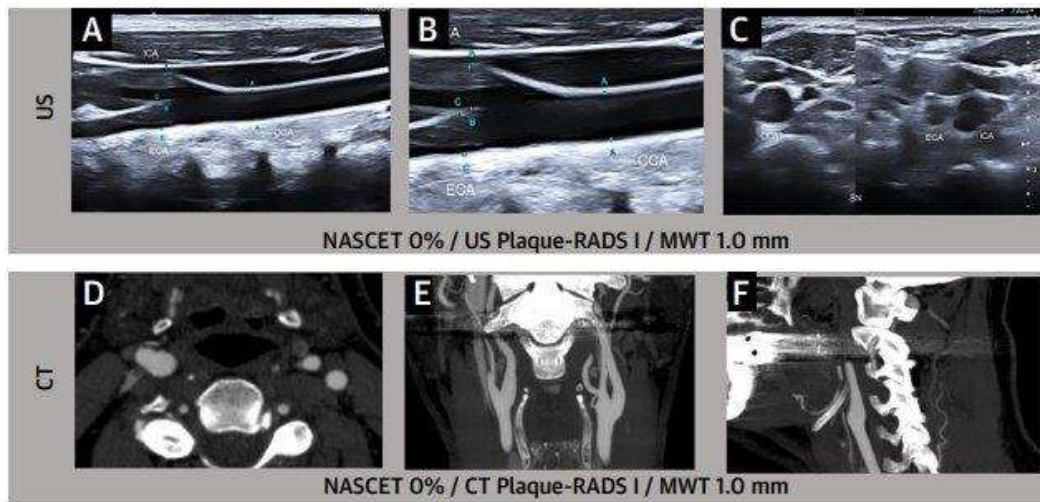 A
B
C
US
ICA
ECA
CCA
A
ECA
CCA
ECA
ICA
NASCET 0% / US Plaque-RADS I / MWT 1.0 mm
D
E
F
CT
NASCET 0% / CT Plaque-RADS I / MWT 1.0 mm